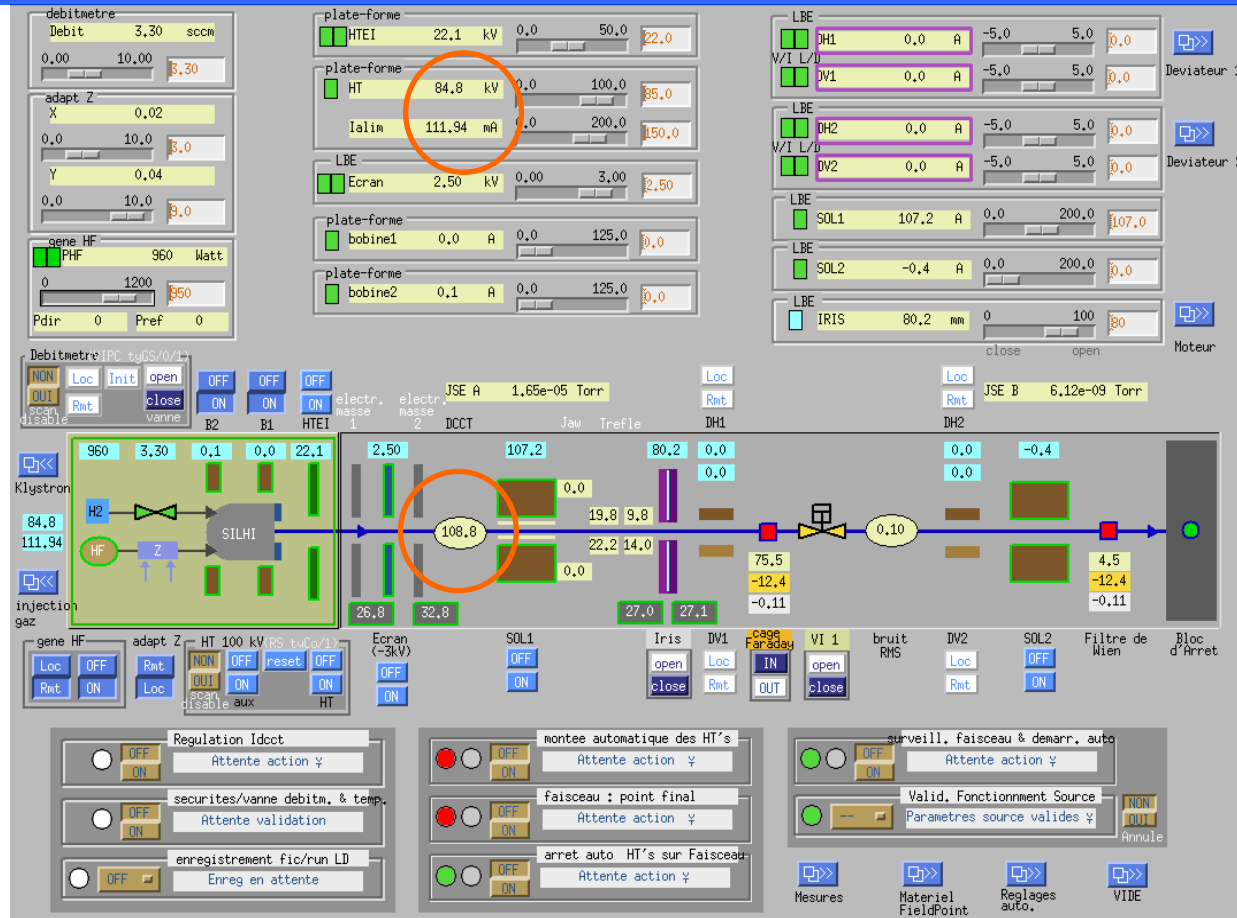 debitmetre
Debit 3.30 sccm
0.00 10.00 3.30
adapt Z
X 0.02
0.0 10.0 3.0
Y 0.04
0.0 10.0 9.0
gene HF
PHF 960 Watt
0 1200 950
Pdir 0 Pref 0
plate-forme
HTEI 22.1 kV 0.0 50.0 22.0
plate-forme
HT 84.8 kV 0.0 100.0 85.0
Ialim 111.94 mA 0.0 200.0 150.0
LBE
Ecran 2.50 kV 0.00 3.00 2.50
plate-forme
bobine1 0.0 A 0.0 125.0 0.0
plate-forme
bobine2 0.1 A 0.0 125.0 0.0
LBE
DH1 0.0 A -5.0 5.0 0.0
V/I L/D
DV1 0.0 A -5.0 5.0 0.0
Deviateur 1
LBE
DH2 0.0 A -5.0 5.0 0.0
V/I L/D
DV2 0.0 A -5.0 5.0 0.0
Deviateur
LBE
SOL1 107.2 A 0.0 200.0 107.0
LBE
SOL2 -0.4 A 0.0 200.0 0.0
LBE
IRIS 80.2 mm 0 100 80
close open
Moteur
Debitmetre (IPC tyGS/0/1)
NON OUI scan disable
Loc Init open
Rmt close
vanne
OFF ON B2
OFF ON B1
OFF ON HTEI
electr. masse 1
electr. masse 2
JSE A 1.65e-05 Torr
DCCT
Jaw Trefle
Loc Rmt DH1
Loc Rmt DH2
JSE B 6.12e-09 Torr
960 3.30 0.1 0.0 22.1 2.50 107.2 80.2 0.0 0.0 -0.4
0.0 0.0
Klystron
84.8
111.94
injection gaz
H2
HF Z
SILHI
108.8
0.0
19.8 9.8
22.2 14.0
0.0
0.10
75.5
-12.4
-0.11
4.5
-12.4
-0.11
26.8 32.8 27.0 27.1
gene HF
Loc OFF
Rmt ON
adapt Z
Rmt
Loc
HT 100 kV (RS tuCo/1)
NON OUI scan disable
OFF reset OFF
ON ON
aux HT
Ecran (-3kV)
OFF
ON
SOL1
OFF
ON
Iris
open
close
DV1
Loc
Rmt
cage Faraday
IN
OUT
VI 1
open
close
bruit RMS
DV2
Loc
Rmt
SOL2
OFF
ON
Filtre de Wien
Bloc d'Arret
Regulation Idcct
OFF ON Attente action
securites/vanne debitm. & temp.
OFF ON Attente validation
enregistrement fic/run LD
OFF Enreg en attente
montee automatique des HT's
OFF ON Attente action
faisceau : point final
OFF ON Attente action
arret auto HT's sur Faisceau
OFF ON Attente action
surveill. faisceau & demarr. auto
OFF ON Attente action
Valid. Fonctionnment Source
-- Parametres source valides
NON OUI
Annule
Mesures
Materiel FieldPoint
Reglages auto.
VIDE